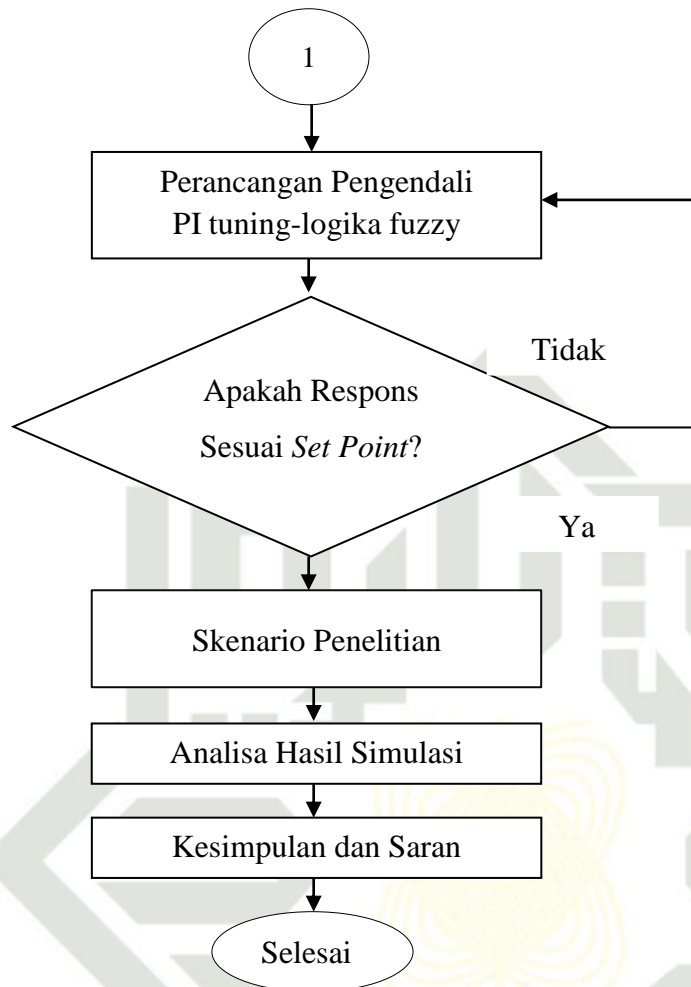 1
Perancangan Pengendali
PI tuning-logika fuzzy
Tidak
Apakah Respons
Sesuai Set Point?
Ya
Skenario Penelitian
Analisa Hasil Simulasi
Kesimpulan dan Saran
Selesai